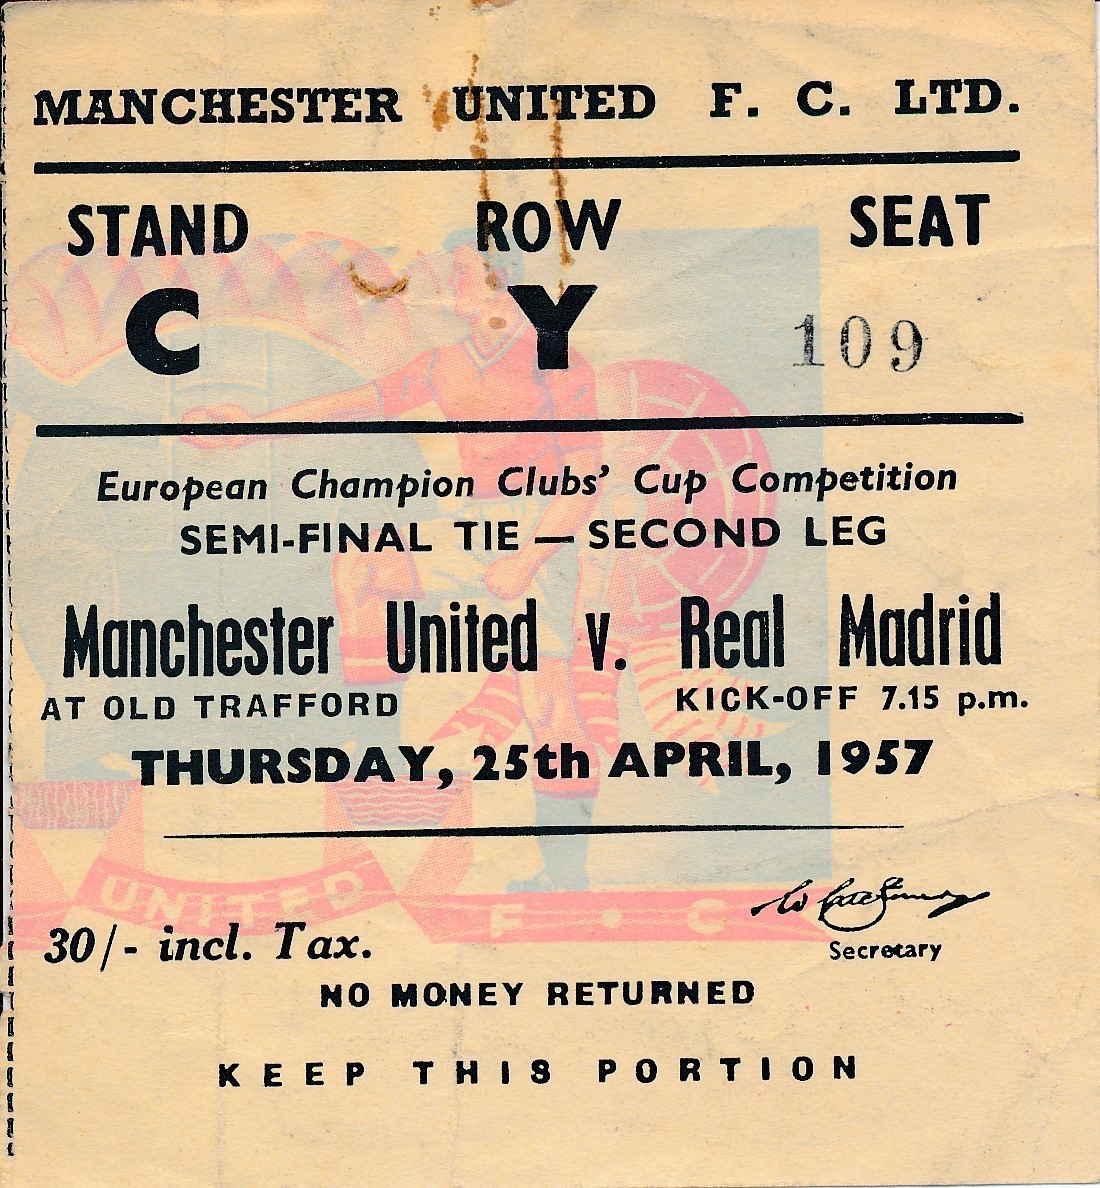 MANCHESTER UNITED F. C. LTD.
STAND ROW SEAT
C Y 109
European Champion Clubs' Cup Competition
SEMI-FINAL TIE — SECOND LEG
Manchester United v. Real Madrid
AT OLD TRAFFORD KICK-OFF 7.15 p.m.
THURSDAY, 25th APRIL, 1957
UNITED F • C
30/- incl. Tax.
Secretary
NO MONEY RETURNED
KEEP THIS PORTION